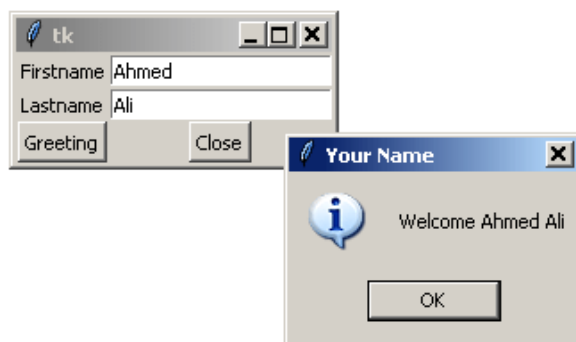 tk
Firstname Ahmed
Lastname Ali
Greeting Close
Your Name
Welcome Ahmed Ali
OK